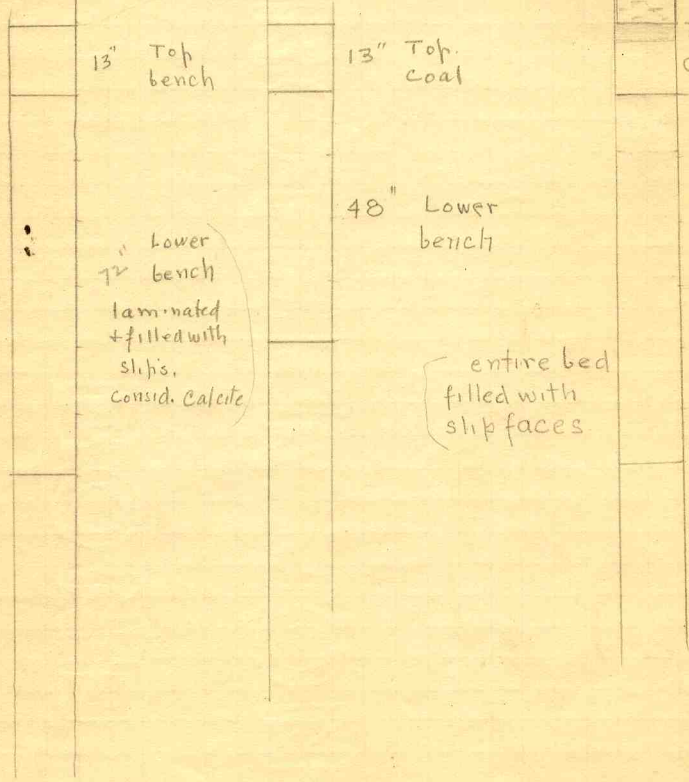 13" Top
bench
Lower
72" bench
laminated
+ filled with
slips,
Consid. Calcite
13" Top.
Coal
48" Lower
bench
entire bed
filled with
slip faces